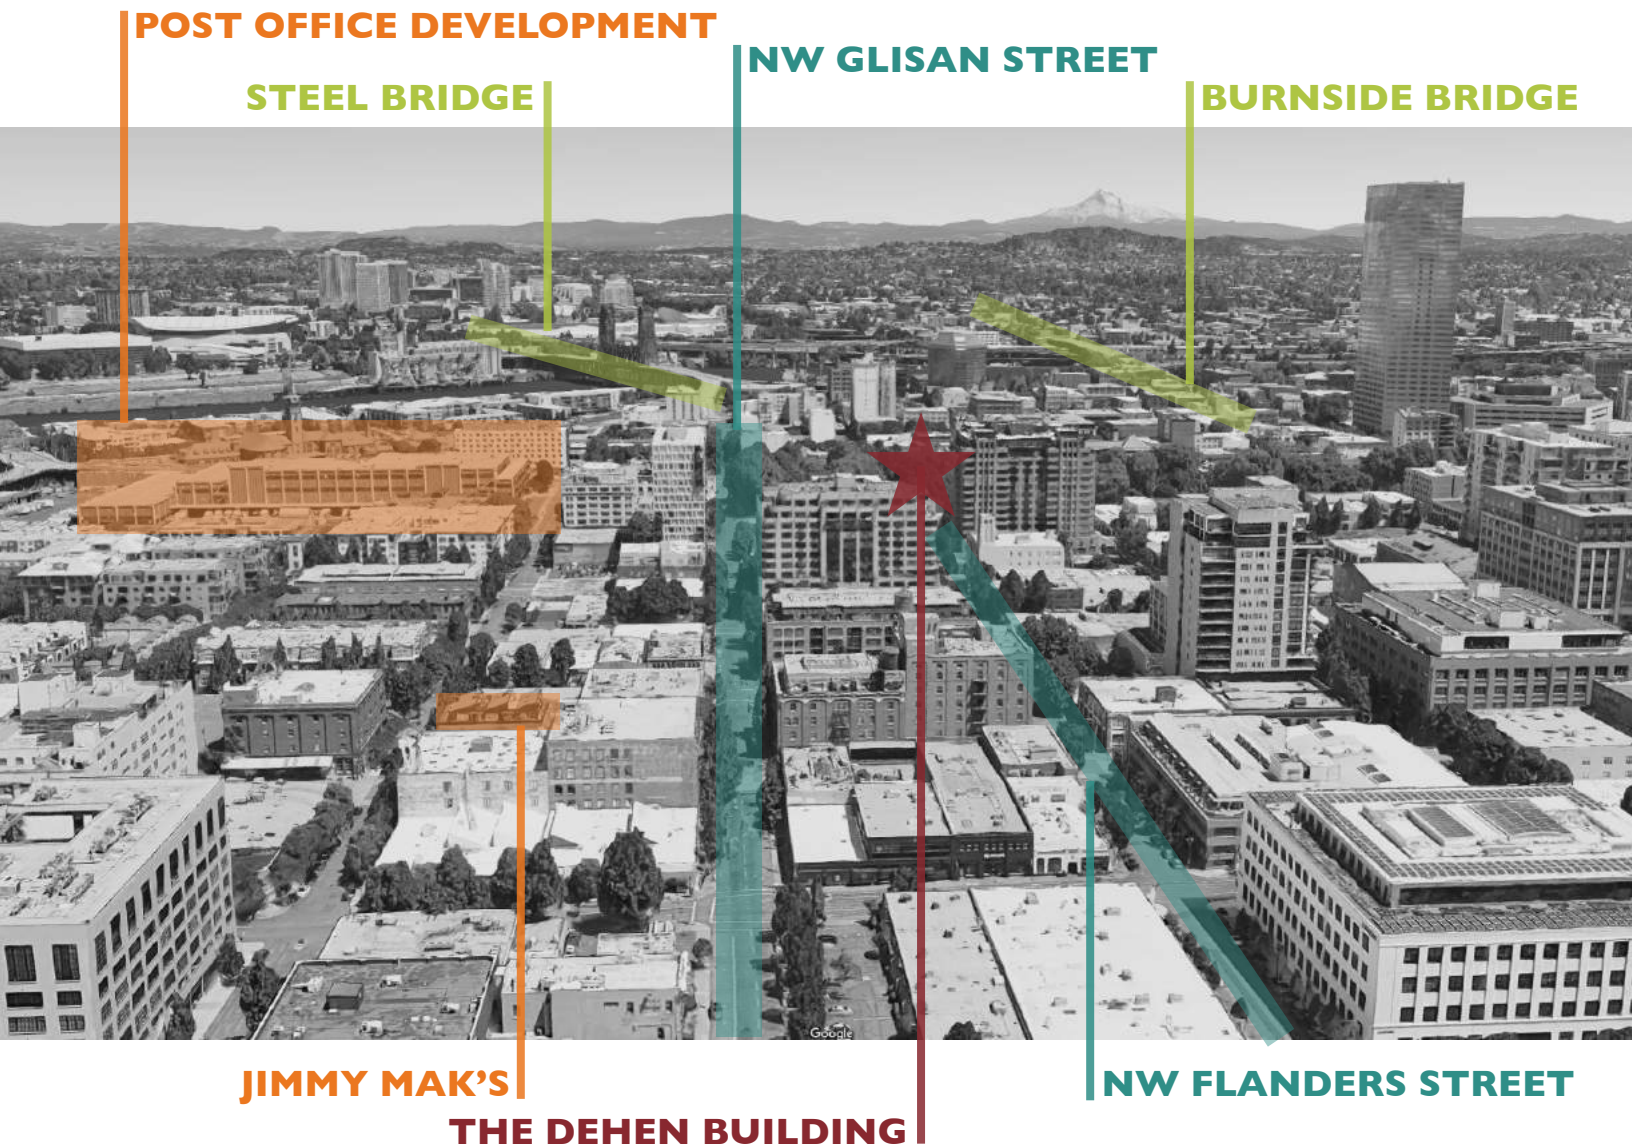 POST OFFICE DEVELOPMENT
NW GLISAN STREET
STEEL BRIDGE
BURNSIDE BRIDGE
Google
JIMMY MAK’S
NW FLANDERS STREET
THE DEHEN BUILDING